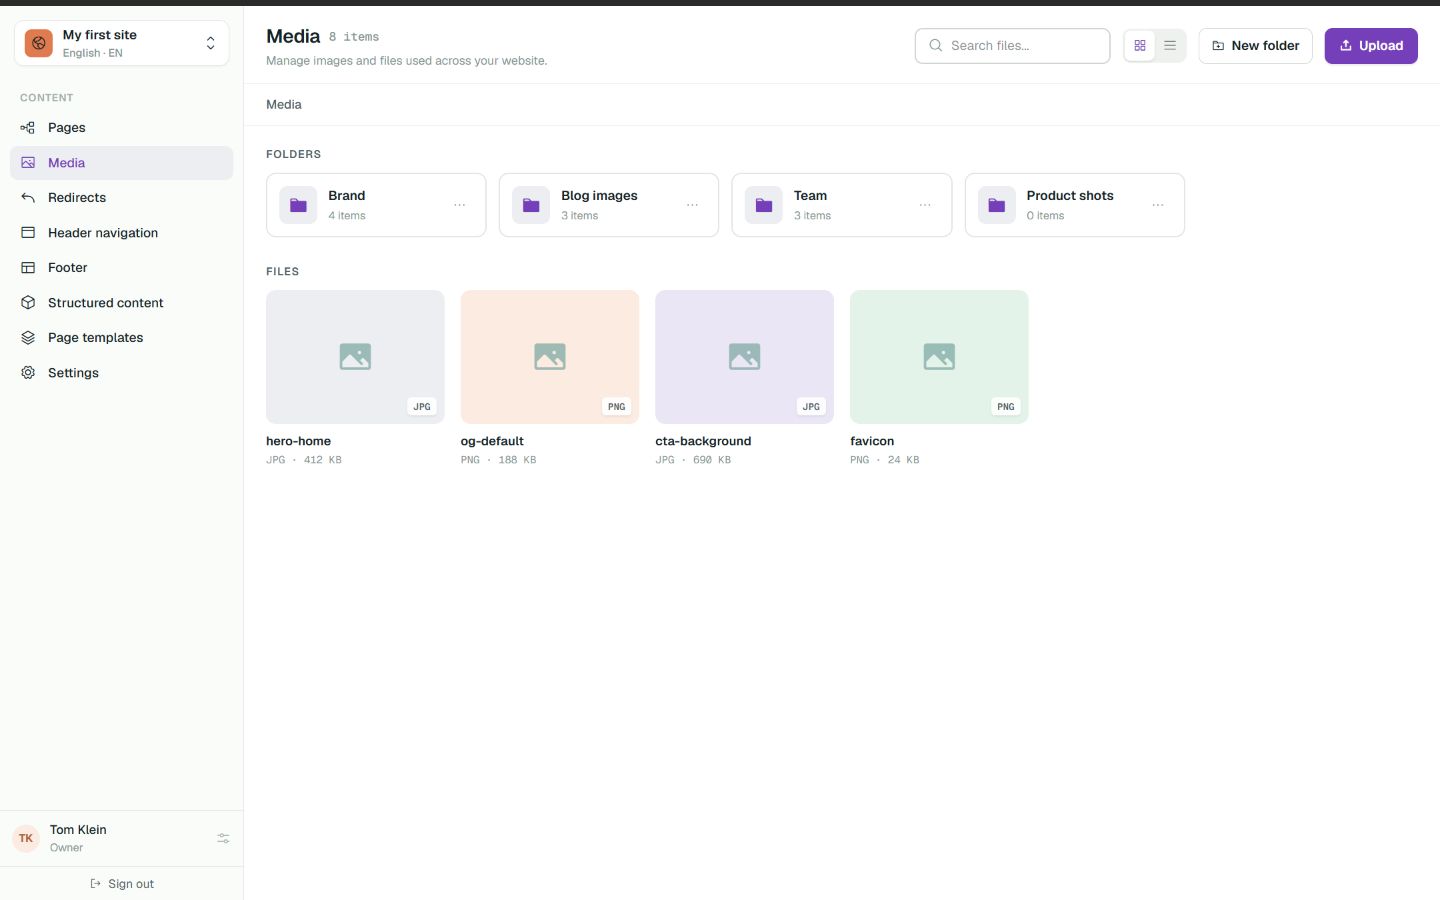 My first site
English · EN
CONTENT
Pages
Media
Redirects
Header navigation
Footer
Structured content
Page templates
Settings
TK
Tom Klein
Owner
Sign out
Media 8 items
Manage images and files used across your website.
Search files...
New folder
Upload
Media
FOLDERS
Brand
4 items
Blog images
3 items
Team
3 items
Product shots
0 items
FILES
JPG
hero-home
JPG · 412 KB
PNG
og-default
PNG · 188 KB
JPG
cta-background
JPG · 690 KB
PNG
favicon
PNG · 24 KB